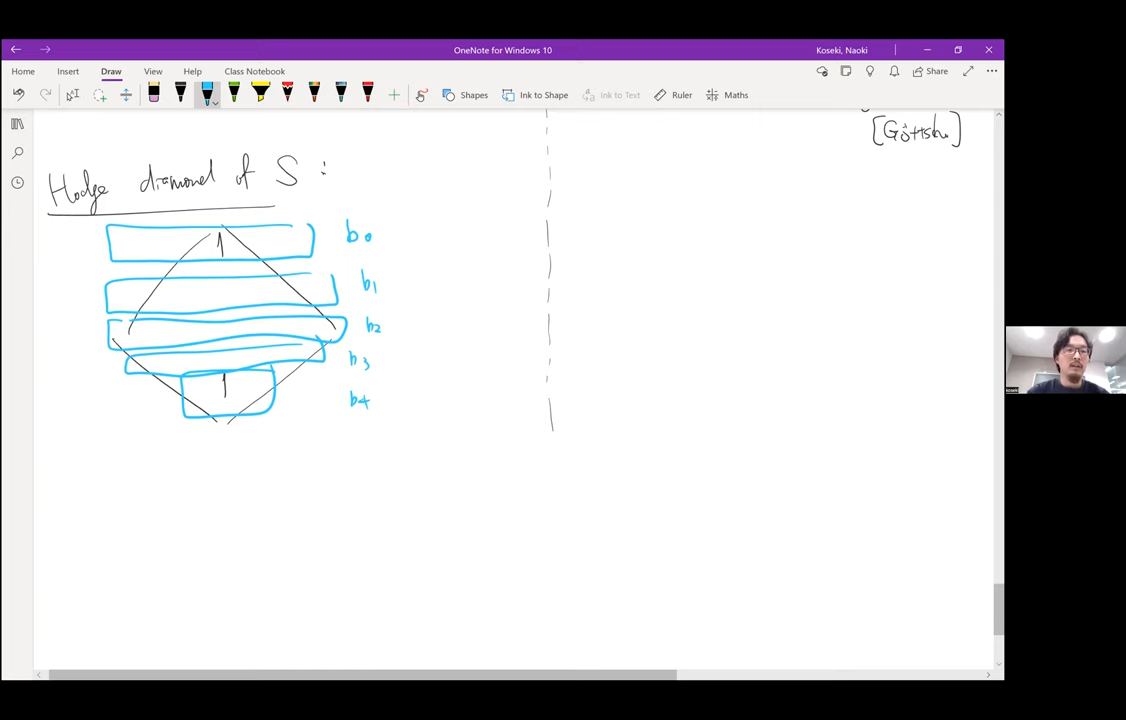 OneNote for Windows 10
Koseki, Naoki
Home Insert Draw View Help Class Notebook
Share
Shapes Ink to Shape Ink to Text Ruler Maths
Hodge diamond of S :
1 b0
b1
b2
b3
1 b4
koseki